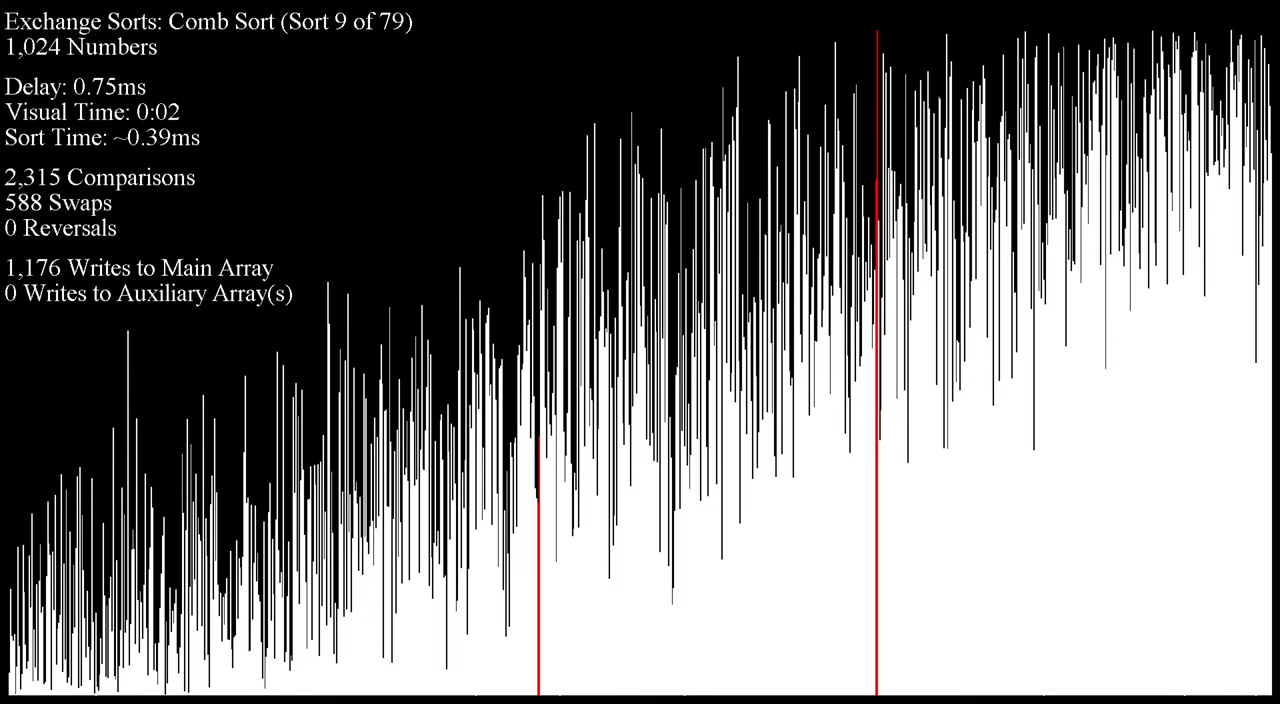 Exchange Sorts: Comb Sort (Sort 9 of 79)
1,024 Numbers
Delay: 0.75ms
Visual Time: 0:02
Sort Time: ~0.39ms
2,315 Comparisons
588 Swaps
0 Reversals
1,176 Writes to Main Array
0 Writes to Auxiliary Array(s)